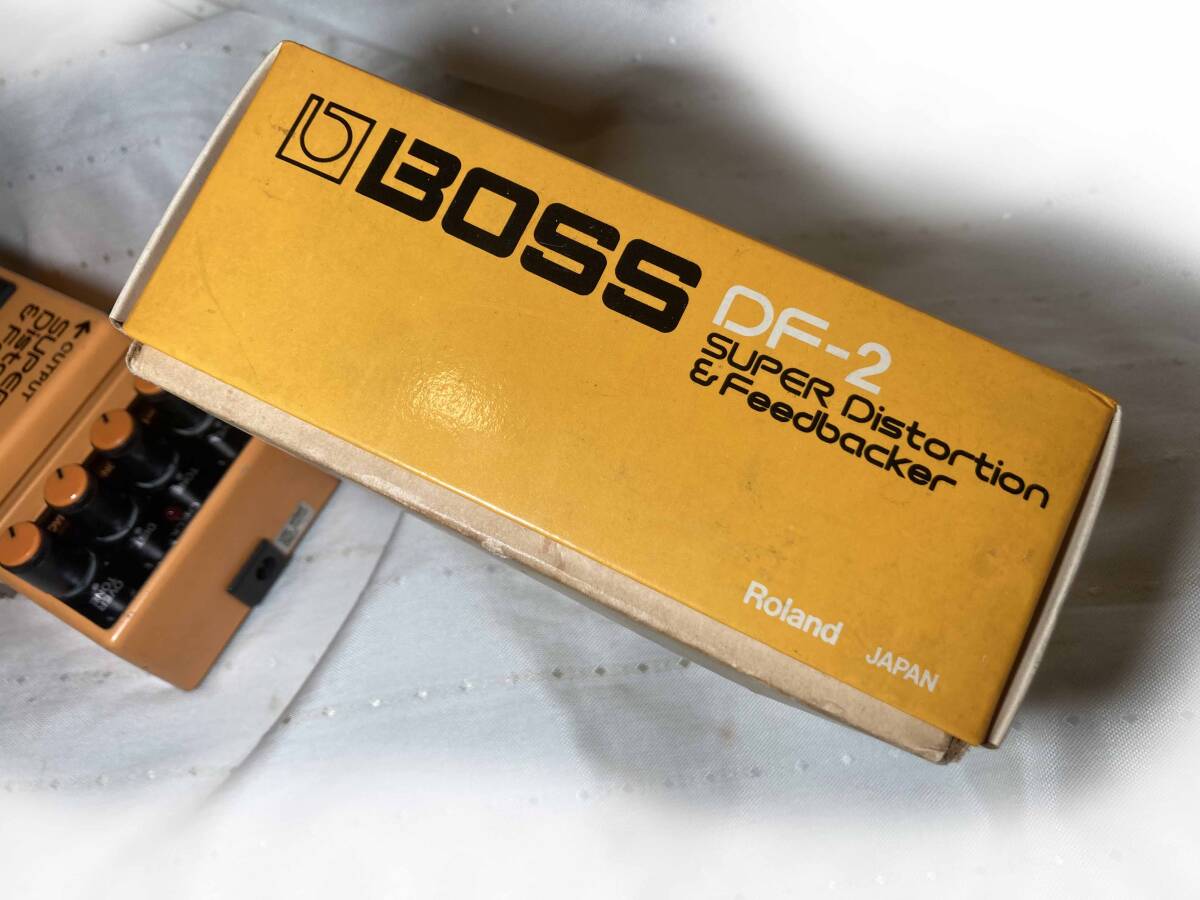 BOSS
DF-2
SUPER Distortion
& Feedbacker
Roland JAPAN
OUTPUT